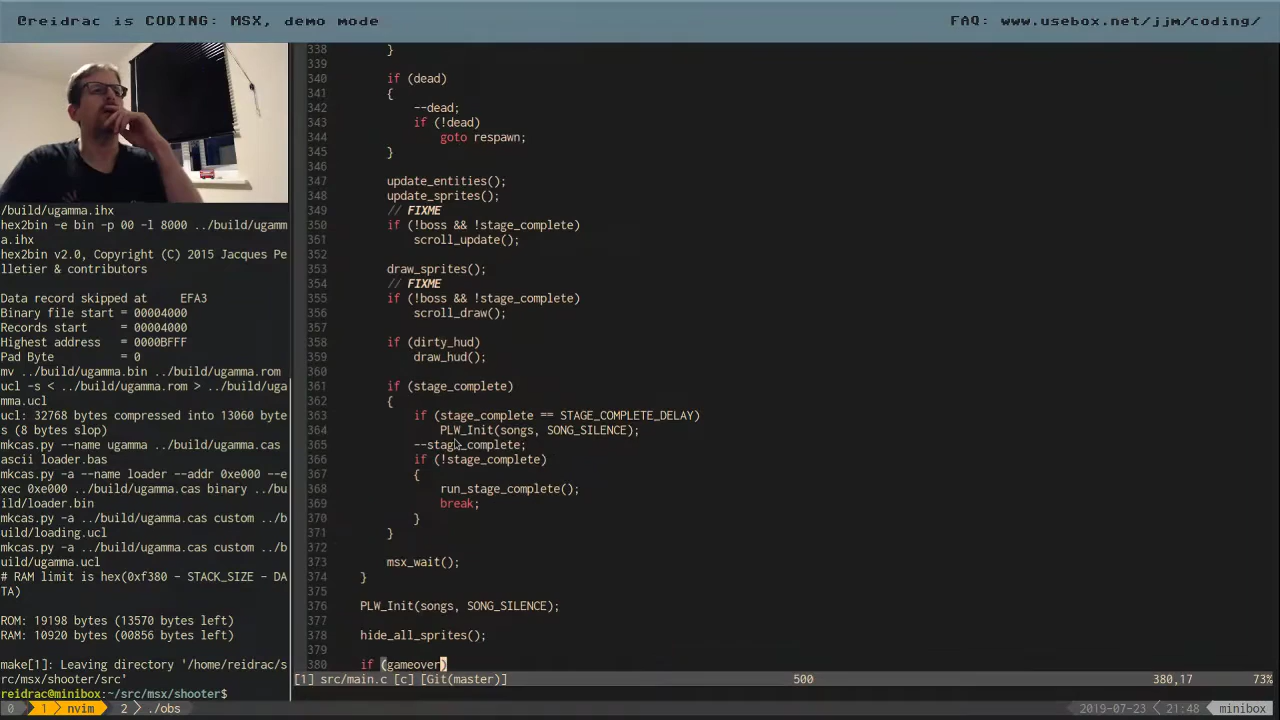 @reidrac is CODING: MSX, demo mode
FAQ: www.usebox.net/jjm/coding/
/build/ugamma.ihx
hex2bin -e bin -p 00 -l 8000 ../build/ugamm
a.ihx
hex2bin v2.0, Copyright (C) 2015 Jacques Pe
lletier & contributors
Data record skipped at     EFA3
Binary file start = 00004000
Records start     = 00004000
Highest address   = 0000BFFF
Pad Byte          = 0
mv ../build/ugamma.bin ../build/ugamma.rom
ucl -s < ../build/ugamma.rom > ../build/uga
mma.ucl
ucl: 32768 bytes compressed into 13060 byte
s (8 bytes slop)
mkcas.py --name ugamma ../build/ugamma.cas
ascii loader.bas
mkcas.py -a --name loader --addr 0xe000 --e
xec 0xe000 ../build/ugamma.cas binary ../bu
ild/loader.bin
mkcas.py -a ../build/ugamma.cas custom ../b
uild/loading.ucl
mkcas.py -a ../build/ugamma.cas custom ../b
uild/ugamma.ucl
# RAM limit is hex(0xf380 - STACK_SIZE - DA
TA)
ROM: 19198 bytes (13570 bytes left)
RAM: 10920 bytes (00856 bytes left)
make[1]: Leaving directory '/home/reidrac/s
rc/msx/shooter/src'
reidrac@minibox:~/src/msx/shooter$
338         }
339
340         if (dead)
341         {
342             --dead;
343             if (!dead)
344                 goto respawn;
345         }
346
347         update_entities();
348         update_sprites();
349         // FIXME
350         if (!boss && !stage_complete)
351             scroll_update();
352
353         draw_sprites();
354         // FIXME
355         if (!boss && !stage_complete)
356             scroll_draw();
357
358         if (dirty_hud)
359             draw_hud();
360
361         if (stage_complete)
362         {
363             if (stage_complete == STAGE_COMPLETE_DELAY)
364                 PLW_Init(songs, SONG_SILENCE);
365             --stage_complete;
366             if (!stage_complete)
367             {
368                 run_stage_complete();
369                 break;
370             }
371         }
372
373         msx_wait();
374     }
375
376     PLW_Init(songs, SONG_SILENCE);
377
378     hide_all_sprites();
379
380     if (gameover)
[1] src/main.c [c] [Git(master)] 500 380,17 73%
0 1 nvim 2 ./obs 2019-07-23 21:48 minibox